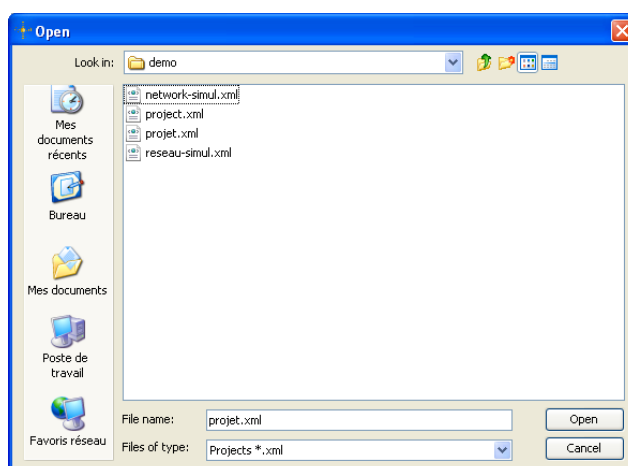 Open
Look in:
demo
Mes
documents
récents
Bureau
Mes documents
Poste de
travail
Favoris réseau
network-simul.xml
project.xml
projet.xml
reseau-simul.xml
File name:
projet.xml
Open
Files of type:
Projects *.xml
Cancel